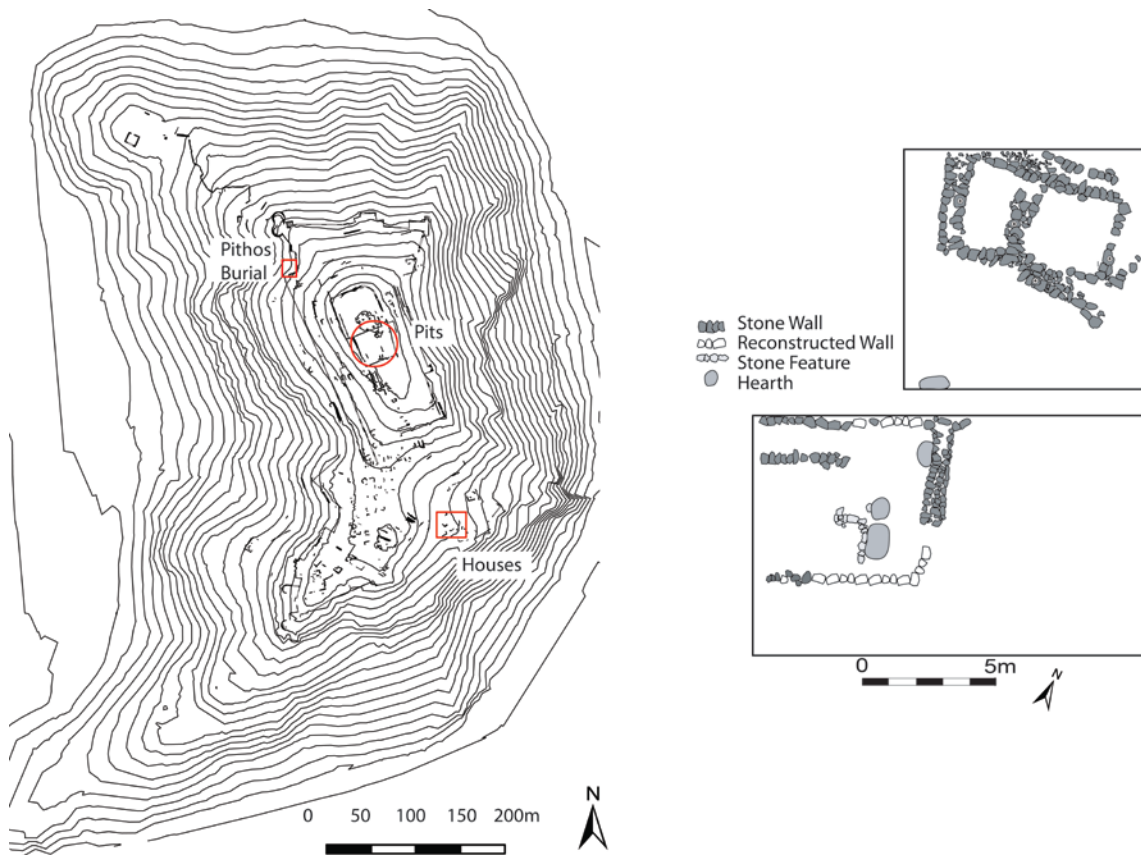 Pithos
Burial
Pits
Houses
0 50 100 150 200m
N
Stone Wall
Reconstructed Wall
Stone Feature
Hearth
0 5m
N